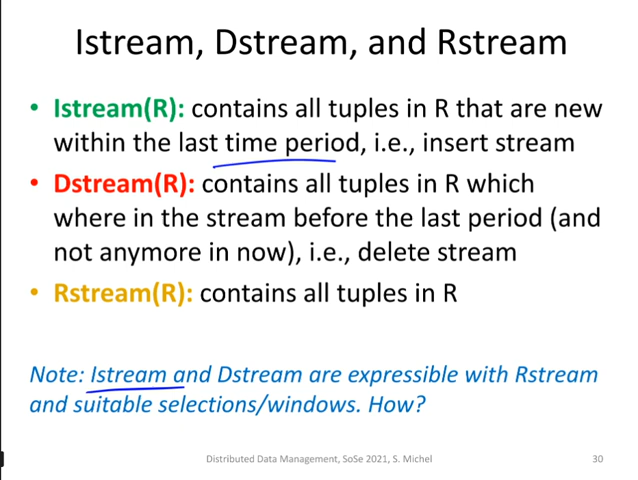 Istream, Dstream, and Rstream
• Istream(R): contains all tuples in R that are new
within the last time period, i.e., insert stream
• Dstream(R): contains all tuples in R which
where in the stream before the last period (and
not anymore in now), i.e., delete stream
• Rstream(R): contains all tuples in R
Note: Istream and Dstream are expressible with Rstream
and suitable selections/windows. How?
Distributed Data Management, SoSe 2021, S. Michel
30